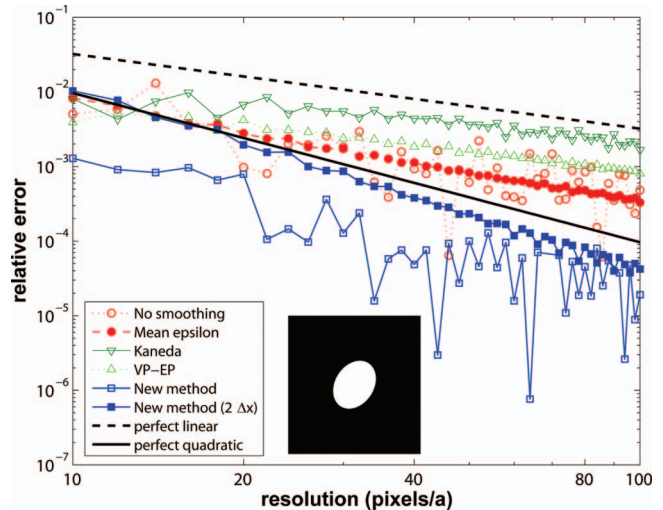 10^-1
10^-2
10^-3
10^-4
10^-5
10^-6
10^-7
relative error
No smoothing
Mean epsilon
Kaneda
VP-EP
New method
New method (2 Δx)
perfect linear
perfect quadratic
10 20 40 60 80 100
resolution (pixels/a)